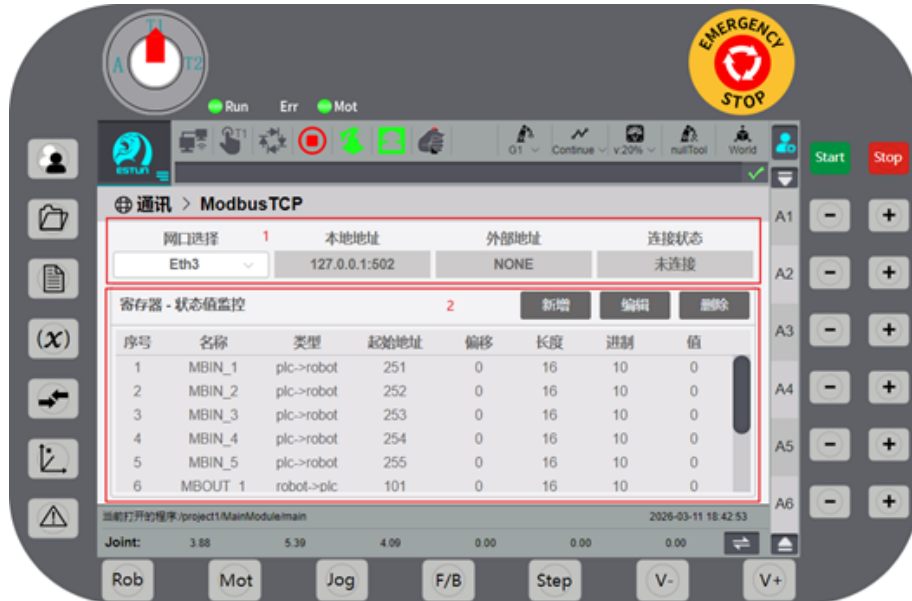 T1
A
T2
EMERGENCY
STOP
Run Err Mot
T1
ESTUN
G1 Continue v:20% nullTool World
Start Stop
通讯 > ModbusTCP
A1 - +
网口选择 1 本地地址 外部地址 连接状态
Eth3 127.0.0.1:502 NONE 未连接
A2 - +
寄存器 - 状态值监控 2 新增 编辑 删除
序号 名称 类型 起始地址 偏移 长度 进制 值
A3 - +
(x)
1 MBIN_1 plc->robot 251 0 16 10 0
2 MBIN_2 plc->robot 252 0 16 10 0
A4 - +
3 MBIN_3 plc->robot 253 0 16 10 0
4 MBIN_4 plc->robot 254 0 16 10 0
A5 - +
5 MBIN_5 plc->robot 255 0 16 10 0
6 MBOUT_1 robot->plc 101 0 16 10 0
A6 - +
当前打开的程序:/project1/MainModule/main 2026-03-11 18:42:53
Joint: 3.88 5.39 4.09 0.00 0.00 0.00
Rob Mot Jog F/B Step V- V+